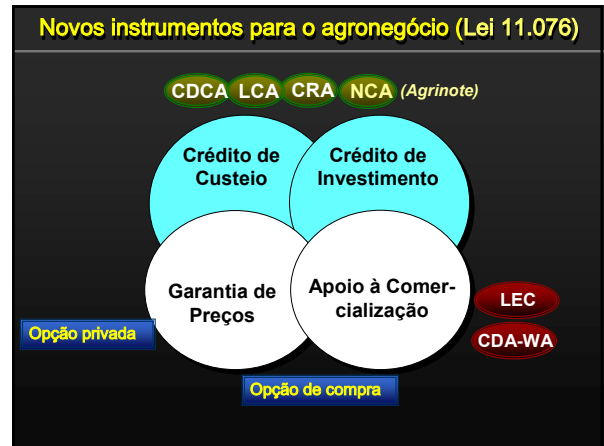 Novos instrumentos para o agronegócio (Lei 11.076)
CDCA LCA CRA NCA (Agrinote)
Crédito de
Custeio
Crédito de
Investimento
Garantia de
Preços
Apoio à Comer-
cialização
LEC
CDA-WA
Opção privada
Opção de compra